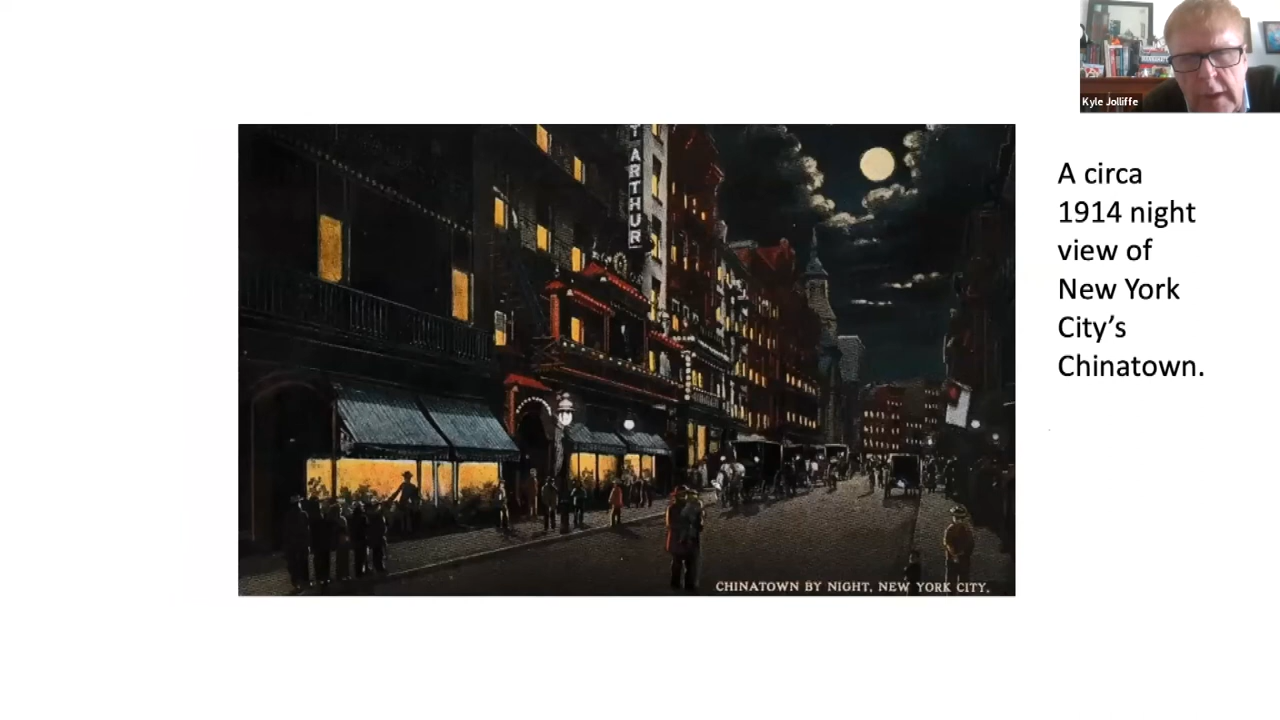 Kyle Jolliffe
A circa
1914 night
view of
New York
City's
Chinatown.
ARTHUR
CHINATOWN BY NIGHT, NEW YORK CITY.